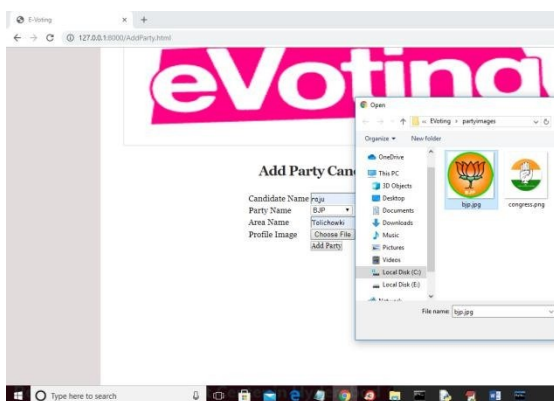 E-Voting
127.0.0.1:8000/AddParty.html
eVoting
Add Party Can
Candidate Name raju
Party Name BJP
Area Name Tolichowki
Profile Image Choose File
Add Party
Open
« EVoting › partyimages
Organize New folder
OneDrive
This PC
3D Objects
Desktop
Documents
Downloads
Music
Pictures
Videos
Local Disk (C:)
Local Disk (E:)
bjp.jpg
congress.png
File name: bjp.jpg
Type here to search